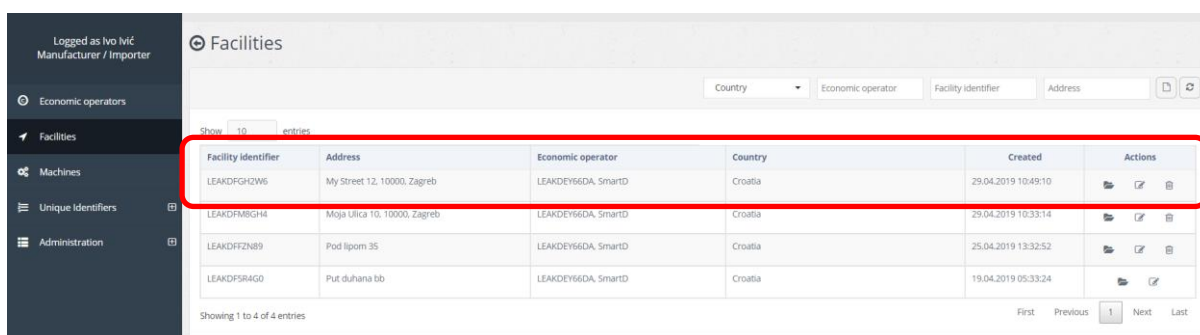 Logged as Ivo Ivić
Manufacturer / Importer
Economic operators
Facilities
Machines
Unique Identifiers
Administration
Facilities
Country Economic operator Facility identifier Address
Show 10 entries
Facility identifier Address Economic operator Country Created Actions
LEAKDFGH2W6 My Street 12, 10000, Zagreb LEAKDEY66DA, SmartD Croatia 29.04.2019 10:49:10
LEAKDFM8GH4 Moja Ulica 10, 10000, Zagreb LEAKDEY66DA, SmartD Croatia 29.04.2019 10:33:14
LEAKDFFZN89 Pod lipom 35 LEAKDEY66DA, SmartD Croatia 25.04.2019 13:32:52
LEAKDF5R4G0 Put duhana bb LEAKDEY66DA, SmartD Croatia 19.04.2019 05:33:24
Showing 1 to 4 of 4 entries First Previous 1 Next Last